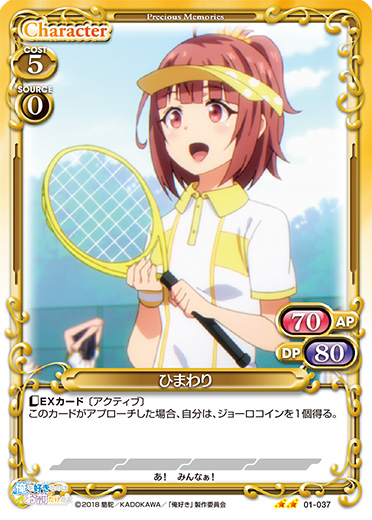 Precious Memories
Character
COST
5
SOURCE
0
70 AP
DP 80
ひまわり
EXカード [アクティブ]
このカードがアプローチした場合、自分は、ジョーロコインを1個得る。
あ! みんなぁ!
©2018 駱駝/KADOKAWA/「俺好き」製作委員会
01-037